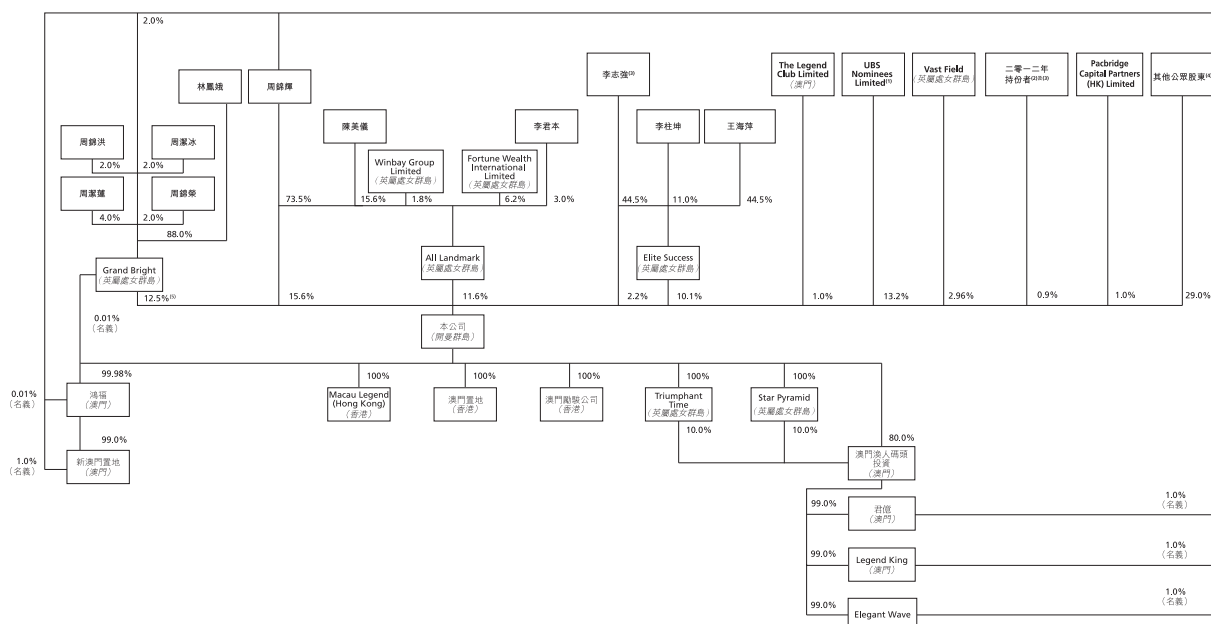 2.0%
林鳳娥
周錦輝
李志強(3)
The Legend
Club Limited
(澳門)
UBS
Nominees
Limited(1)
Vast Field
(英屬處女群島)
二零一二年
Pacbridge
Capital Partners
(HK) Limited
其他公眾股東(4)
陳美儀
李君本
李柱坤
王海萍
周錦洪
周潔冰
2.0%
2.0%
Winbay Group
Limited
(英屬處女群島)
Fortune Wealth
International
Limited
(英屬處女群島)
周潔蓮
周錦榮
4.0%
2.0%
88.0%
73.5%
15.6%
1.8%
6.2%
3.0%
44.5%
11.0%
44.5%
Grand Bright
(英屬處女群島)
All Landmark
(英屬處女群島)
Elite Success
(英屬處女群島)
12.5%(5)
15.6%
11.6%
2.2%
10.1%
1.0%
13.2%
2.96%
0.9%
1.0%
29.0%
0.01%
(名義)
本公司
(開曼群島)
99.98%
100%
100%
100%
100%
100%
0.01%
(名義)
鴻福
(澳門)
Macau Legend
(Hong Kong)
(香港)
澳門置地
(香港)
澳門勵駿公司
(香港)
Triumphant
Time
(英屬處女群島)
Star Pyramid
(英屬處女群島)
99.0%
10.0%
10.0%
80.0%
1.0%
(名義)
新澳門置地
(澳門)
澳門漁人碼頭
投資
(澳門)
99.0%
君億
(澳門)
1.0%
(名義)
99.0%
Legend King
(澳門)
1.0%
(名義)
99.0%
Elegant Wave
1.0%
(名義)